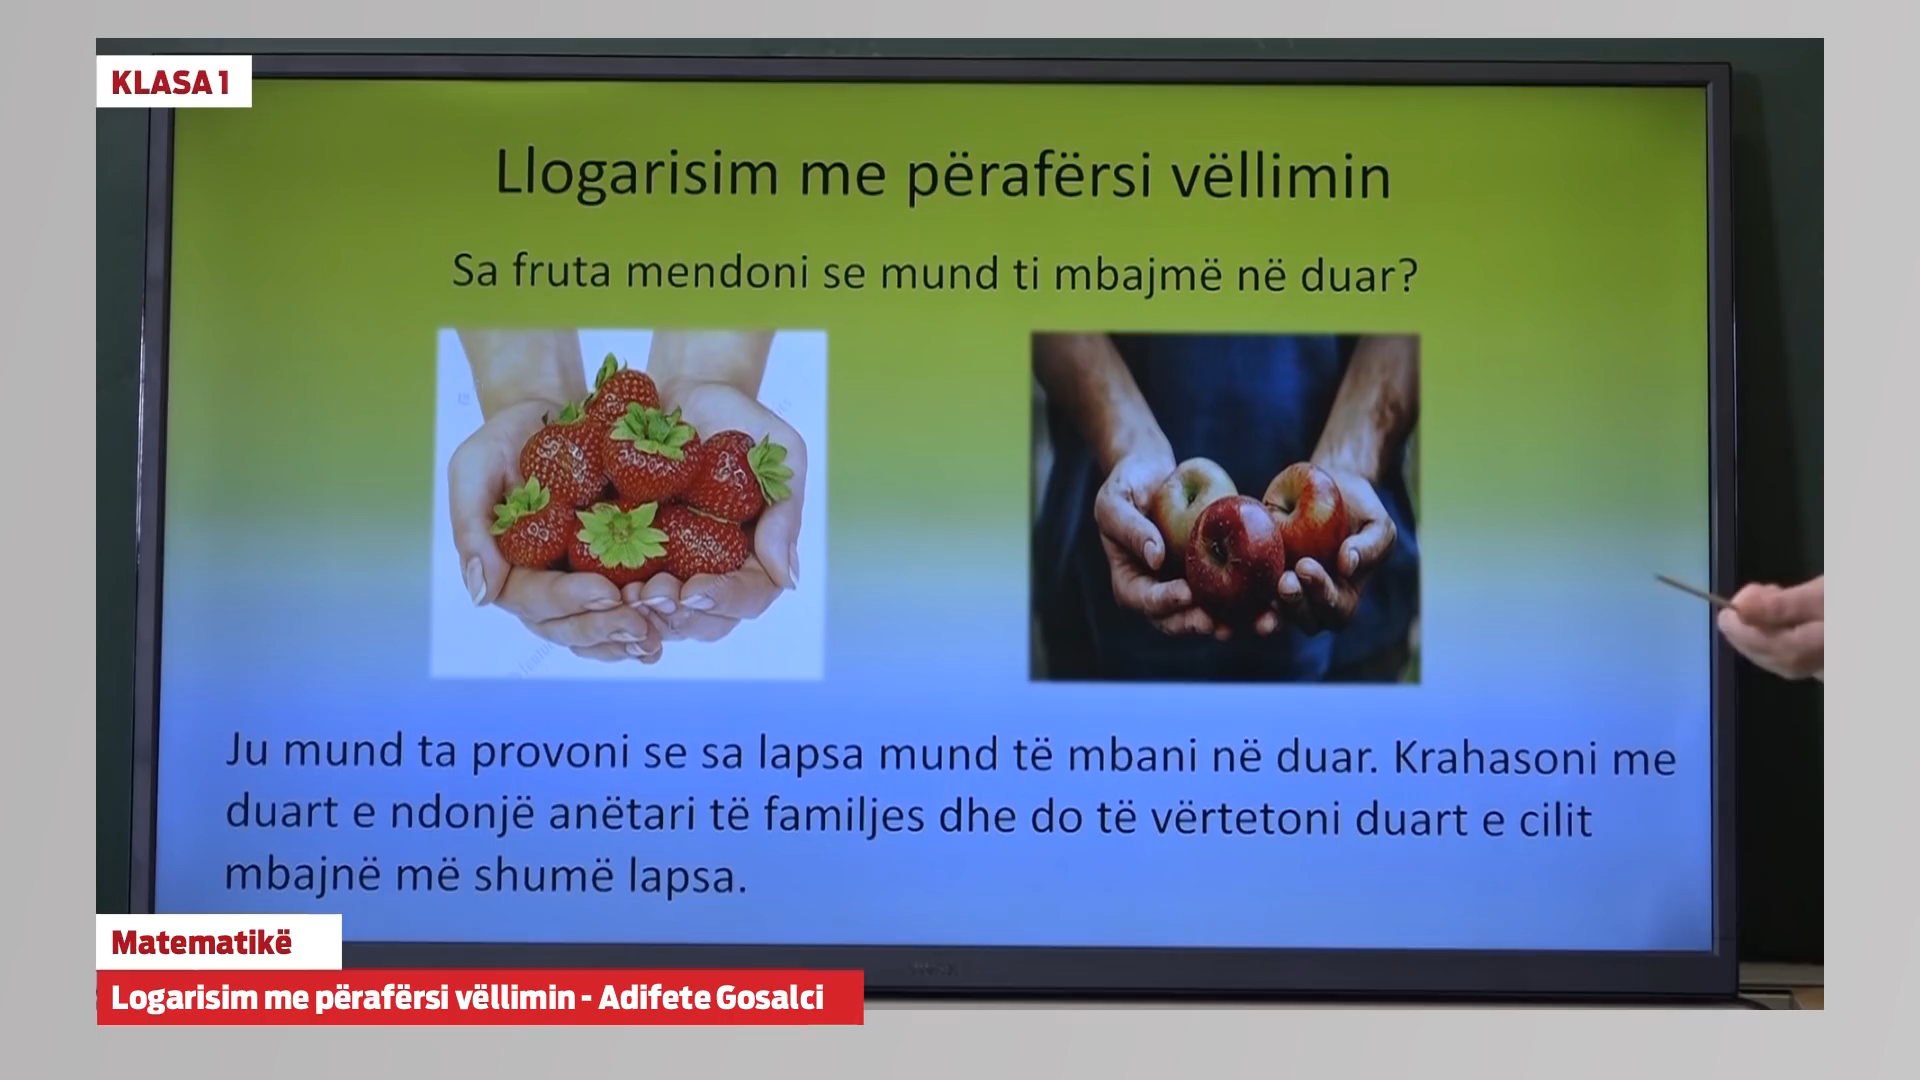 KLASA 1
Llogarisim me përafërsi vëllimin
Sa fruta mendoni se mund ti mbajmë në duar?
Ju mund ta provoni se sa lapsa mund të mbani në duar. Krahasoni me
duart e ndonjë anëtari të familjes dhe do të vërtetoni duart e cilit
mbajnë më shumë lapsa.
Matematikë
Logarisim me përafërsi vëllimin - Adifete Gosalci